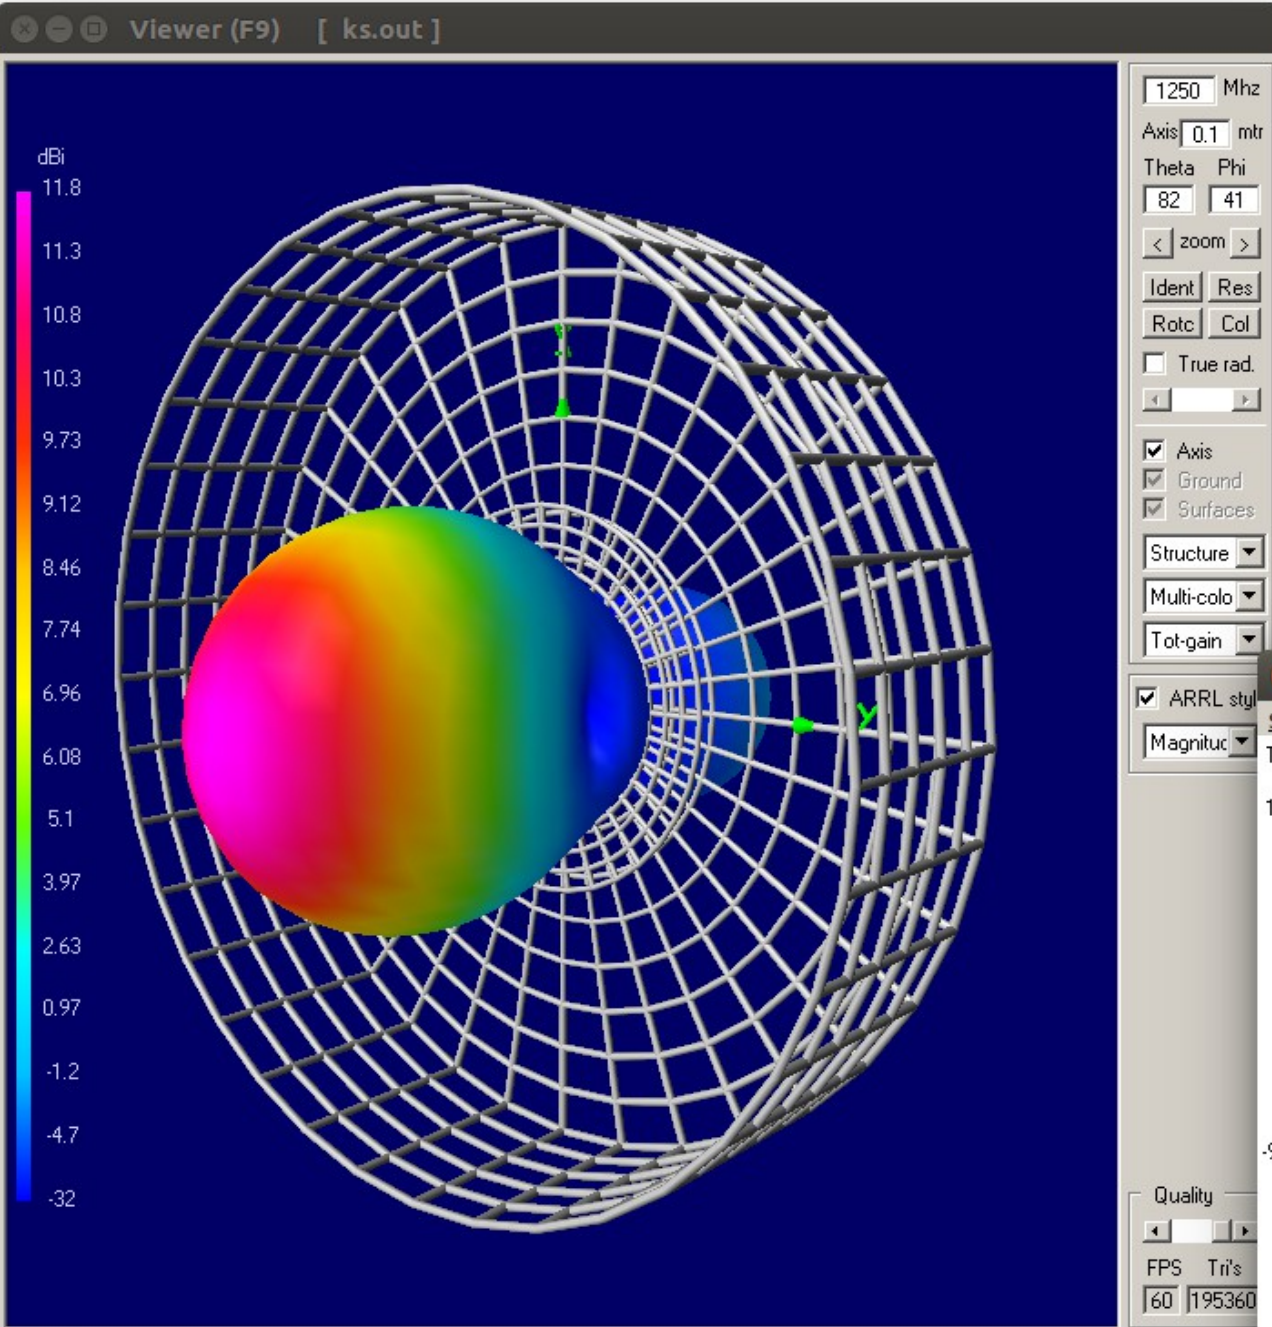 Viewer (F9) [ ks.out ]
dBi
11.8
11.3
10.8
10.3
9.73
9.12
8.46
7.74
6.96
6.08
5.1
3.97
2.63
0.97
-1.2
-4.7
-32
Y
1250 Mhz
Axis 0.1 mtr
Theta Phi
82 41
< zoom >
Ident Res
Rotc Col
True rad.
Axis
Ground
Surfaces
Structure
Multi-colo
Tot-gain
ARRL styl
Magnituc
Quality
FPS Tri's
60 195360